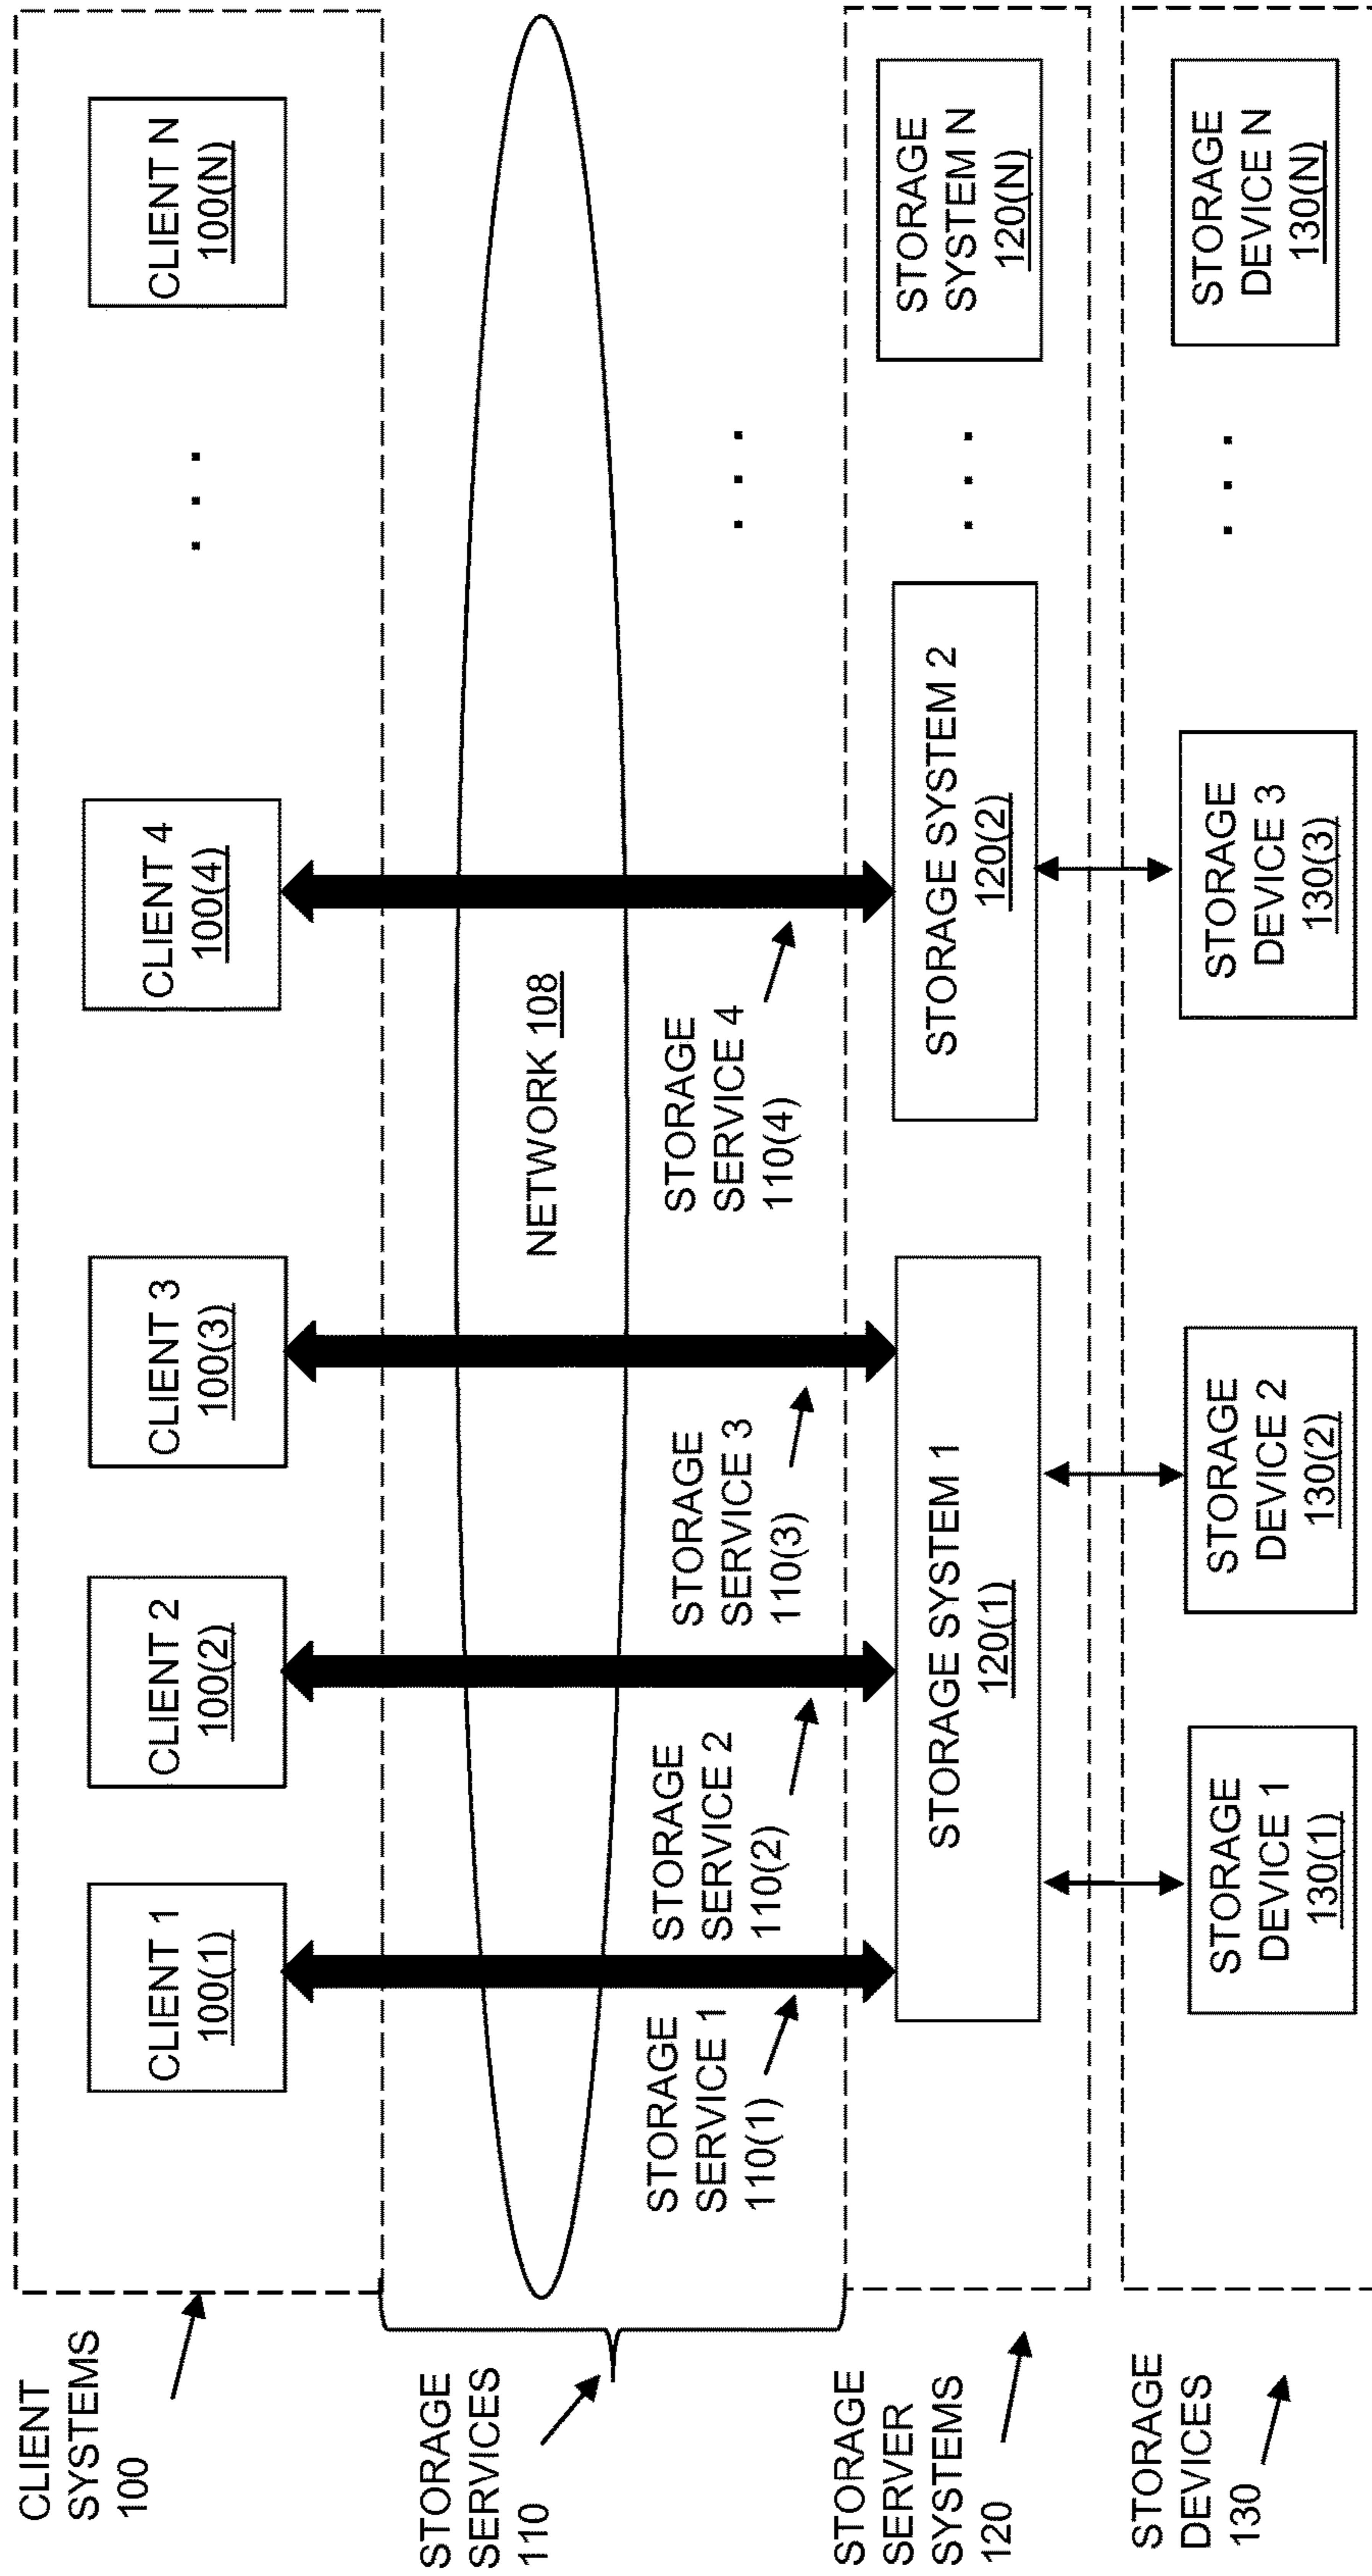 CLIENT
SYSTEMS
100
CLIENT 1
100(1)
CLIENT 2
100(2)
CLIENT 3
100(3)
CLIENT 4
100(4)
. . .
CLIENT N
100(N)
STORAGE
SERVICES
110
NETWORK 108
STORAGE
SERVICE 1
110(1)
STORAGE
SERVICE 2
110(2)
STORAGE
SERVICE 3
110(3)
STORAGE
SERVICE 4
110(4)
. . .
STORAGE
SERVER
SYSTEMS
120
STORAGE SYSTEM 1
120(1)
STORAGE SYSTEM 2
120(2)
. . .
STORAGE
SYSTEM N
120(N)
STORAGE
DEVICES
130
STORAGE
DEVICE 1
130(1)
STORAGE
DEVICE 2
130(2)
STORAGE
DEVICE 3
130(3)
. . .
STORAGE
DEVICE N
130(N)